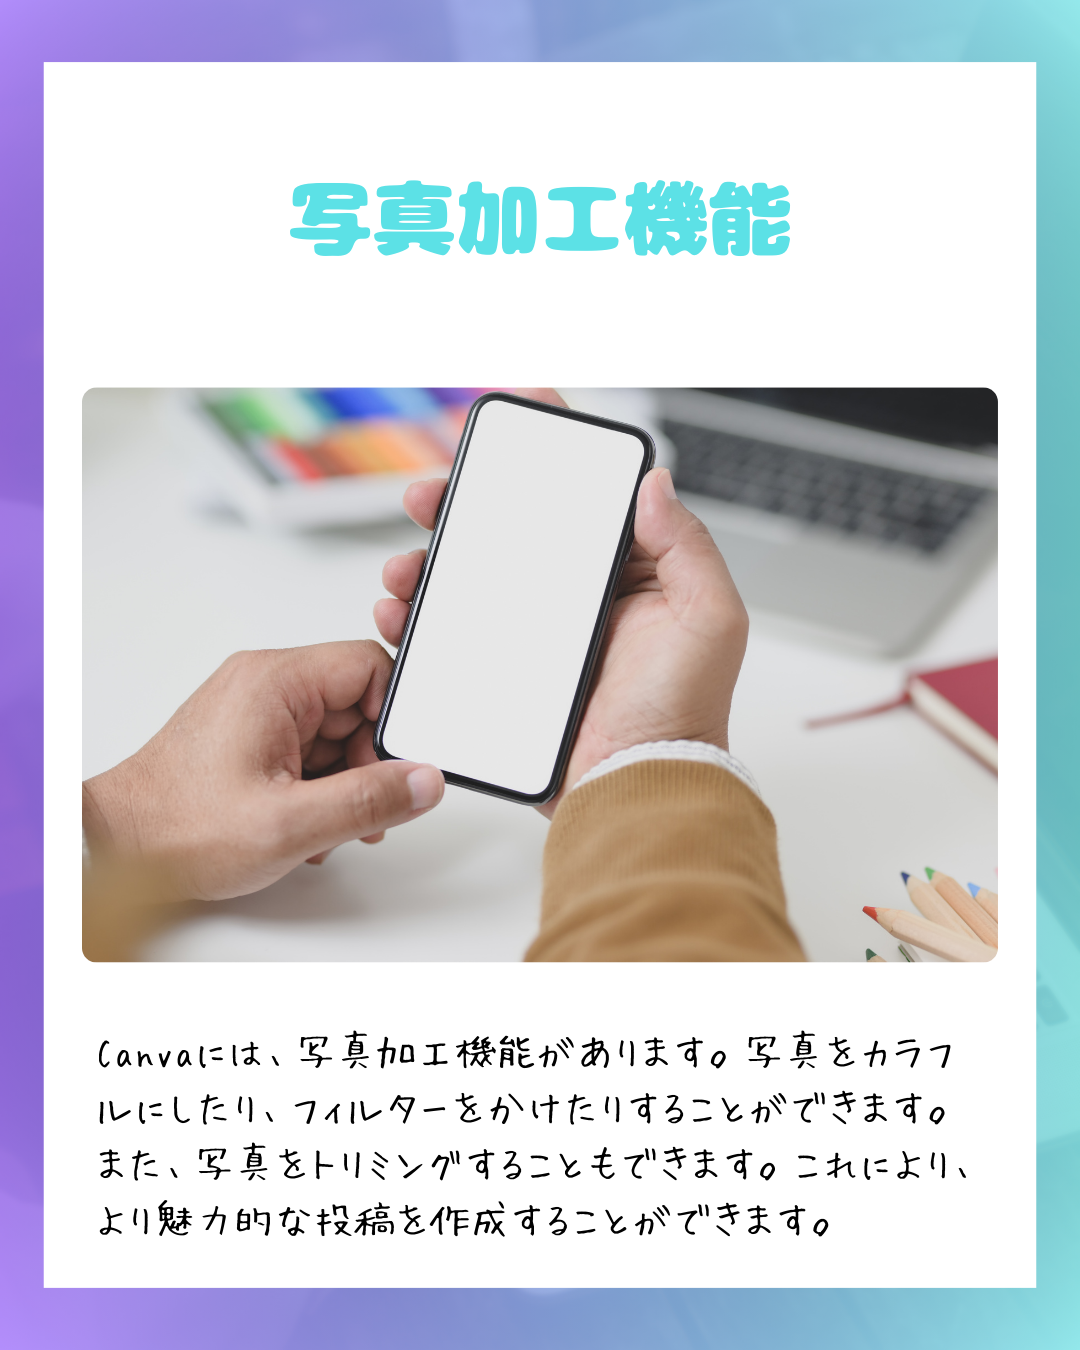 写真加工機能
Canvaには、写真加工機能があります。写真をカラフ
ルにしたり、フィルターをかけたりすることができます。
また、写真をトリミングすることもできます。これにより、
より魅力的な投稿を作成することができます。